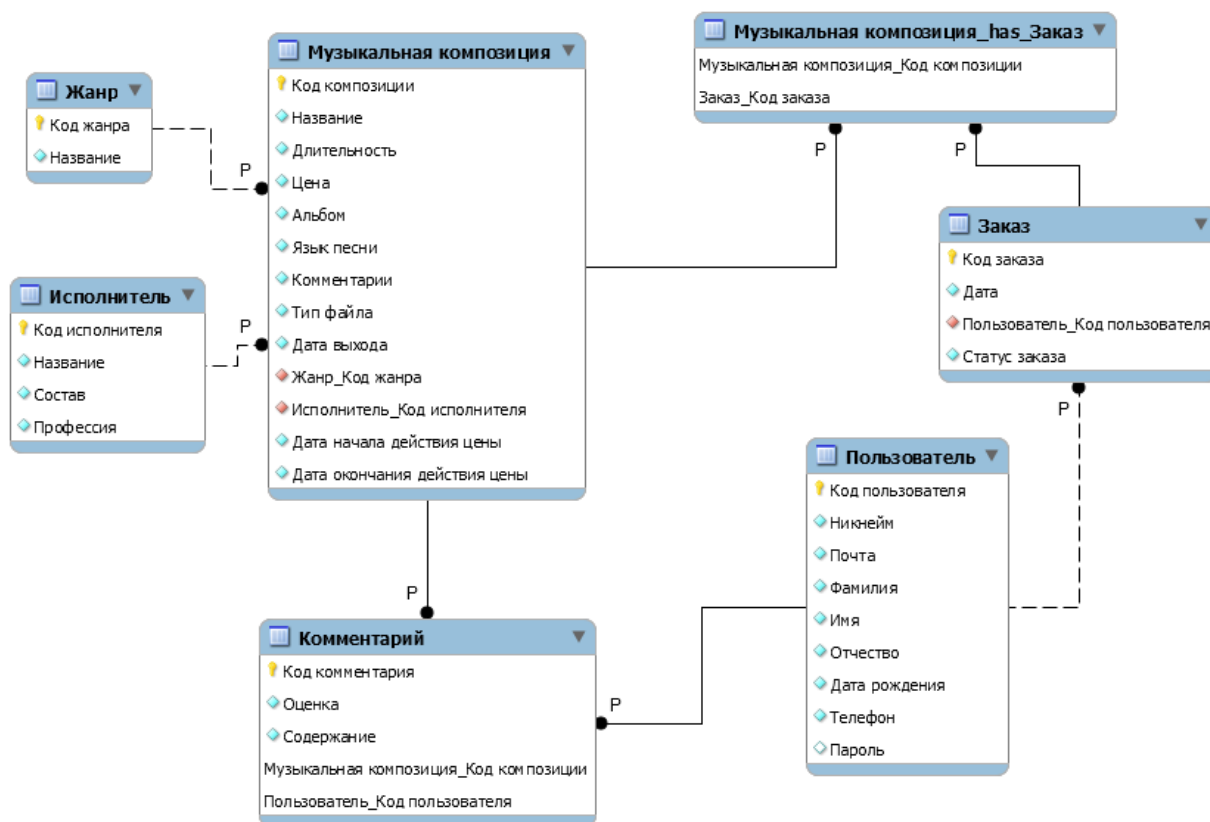 Жанр
Код жанра
Название
Исполнитель
Код исполнителя
Название
Состав
Профессия
P
P
Музыкальная композиция
Код композиции
Название
Длительность
Цена
Альбом
Язык песни
Комментарии
Тип файла
Дата выхода
Жанр_Код жанра
Исполнитель_Код исполнителя
Дата начала действия цены
Дата окончания действия цены
Музыкальная композиция_has_Заказ
Музыкальная композиция_Код композиции
Заказ_Код заказа
P
P
Заказ
Код заказа
Дата
Пользователь_Код пользователя
Статус заказа
P
Пользователь
Код пользователя
Никнейм
Почта
Фамилия
Имя
Отчество
Дата рождения
Телефон
Пароль
P
P
Комментарий
Код комментария
Оценка
Содержание
Музыкальная композиция_Код композиции
Пользователь_Код пользователя